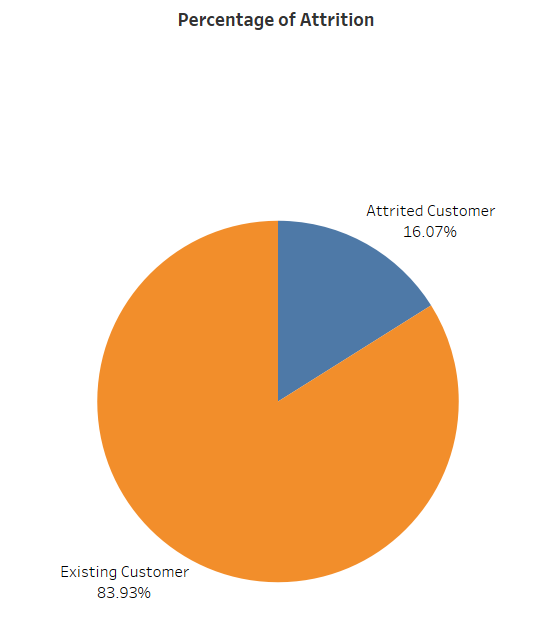 Percentage of Attrition
Attrited Customer
16.07%
Existing Customer
83.93%